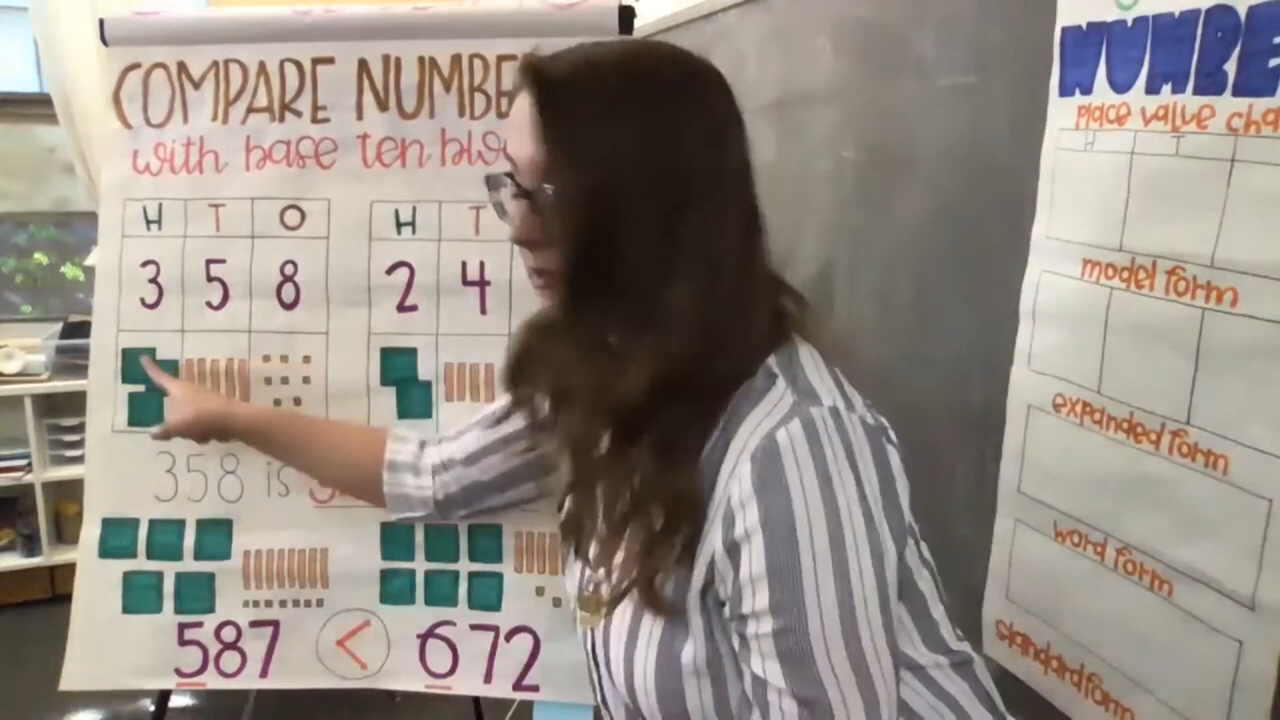 COMPARE NUMBE
with base ten
H T O
H T
3 5 8
2 4
358 is
587 < 672
NUMBE
place value cha
H T
model form
expanded form
word form
standard form